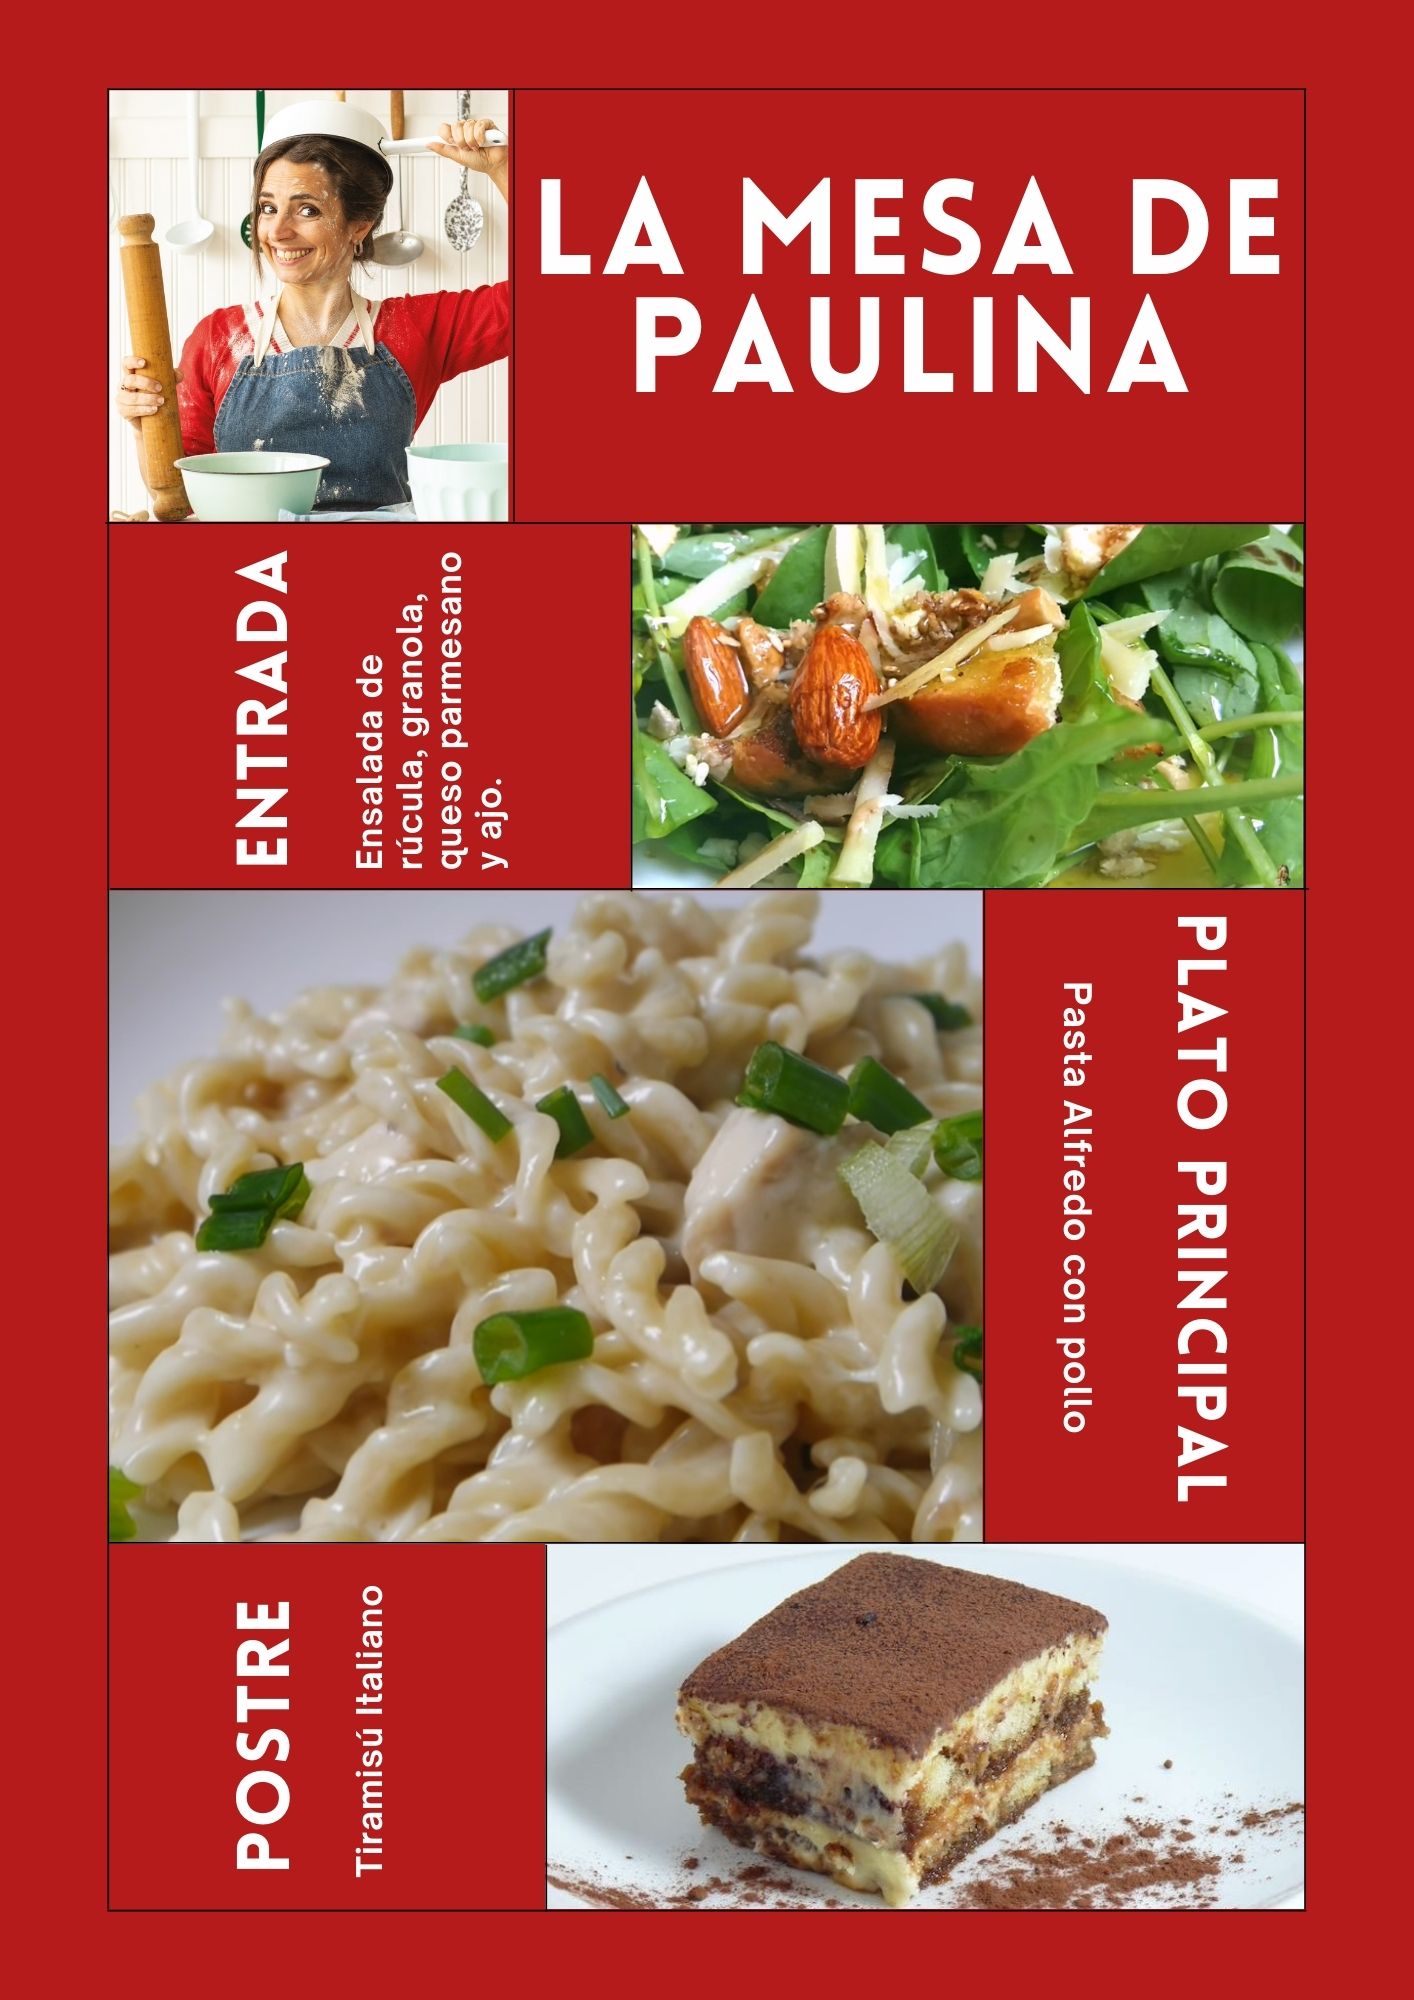 LA MESA DE
PAULINA
ENTRADA
Ensalada de
rúcula, granola,
queso parmesano
y ajo.
PLATO PRINCIPAL
Pasta Alfredo con pollo
POSTRE
Tiramisú Italiano